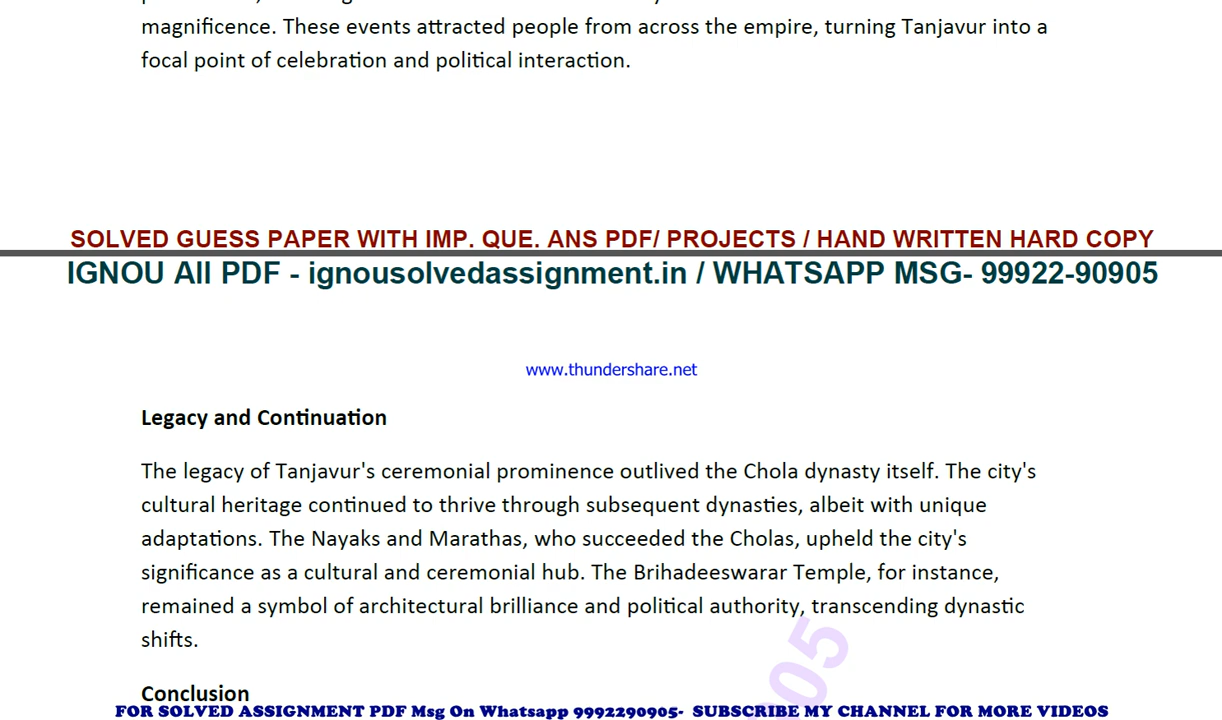 magnificence. These events attracted people from across the empire, turning Tanjavur into a
focal point of celebration and political interaction.
SOLVED GUESS PAPER WITH IMP. QUE. ANS PDF/ PROJECTS / HAND WRITTEN HARD COPY
IGNOU All PDF - ignousolvedassignment.in / WHATSAPP MSG- 99922-90905
www.thundershare.net
Legacy and Continuation
The legacy of Tanjavur's ceremonial prominence outlived the Chola dynasty itself. The city's
cultural heritage continued to thrive through subsequent dynasties, albeit with unique
adaptations. The Nayaks and Marathas, who succeeded the Cholas, upheld the city's
significance as a cultural and ceremonial hub. The Brihadeeswarar Temple, for instance,
remained a symbol of architectural brilliance and political authority, transcending dynastic
shifts.
05
Conclusion
FOR SOLVED ASSIGNMENT PDF Msg On Whatsapp 9992290905- SUBSCRIBE MY CHANNEL FOR MORE VIDEOS